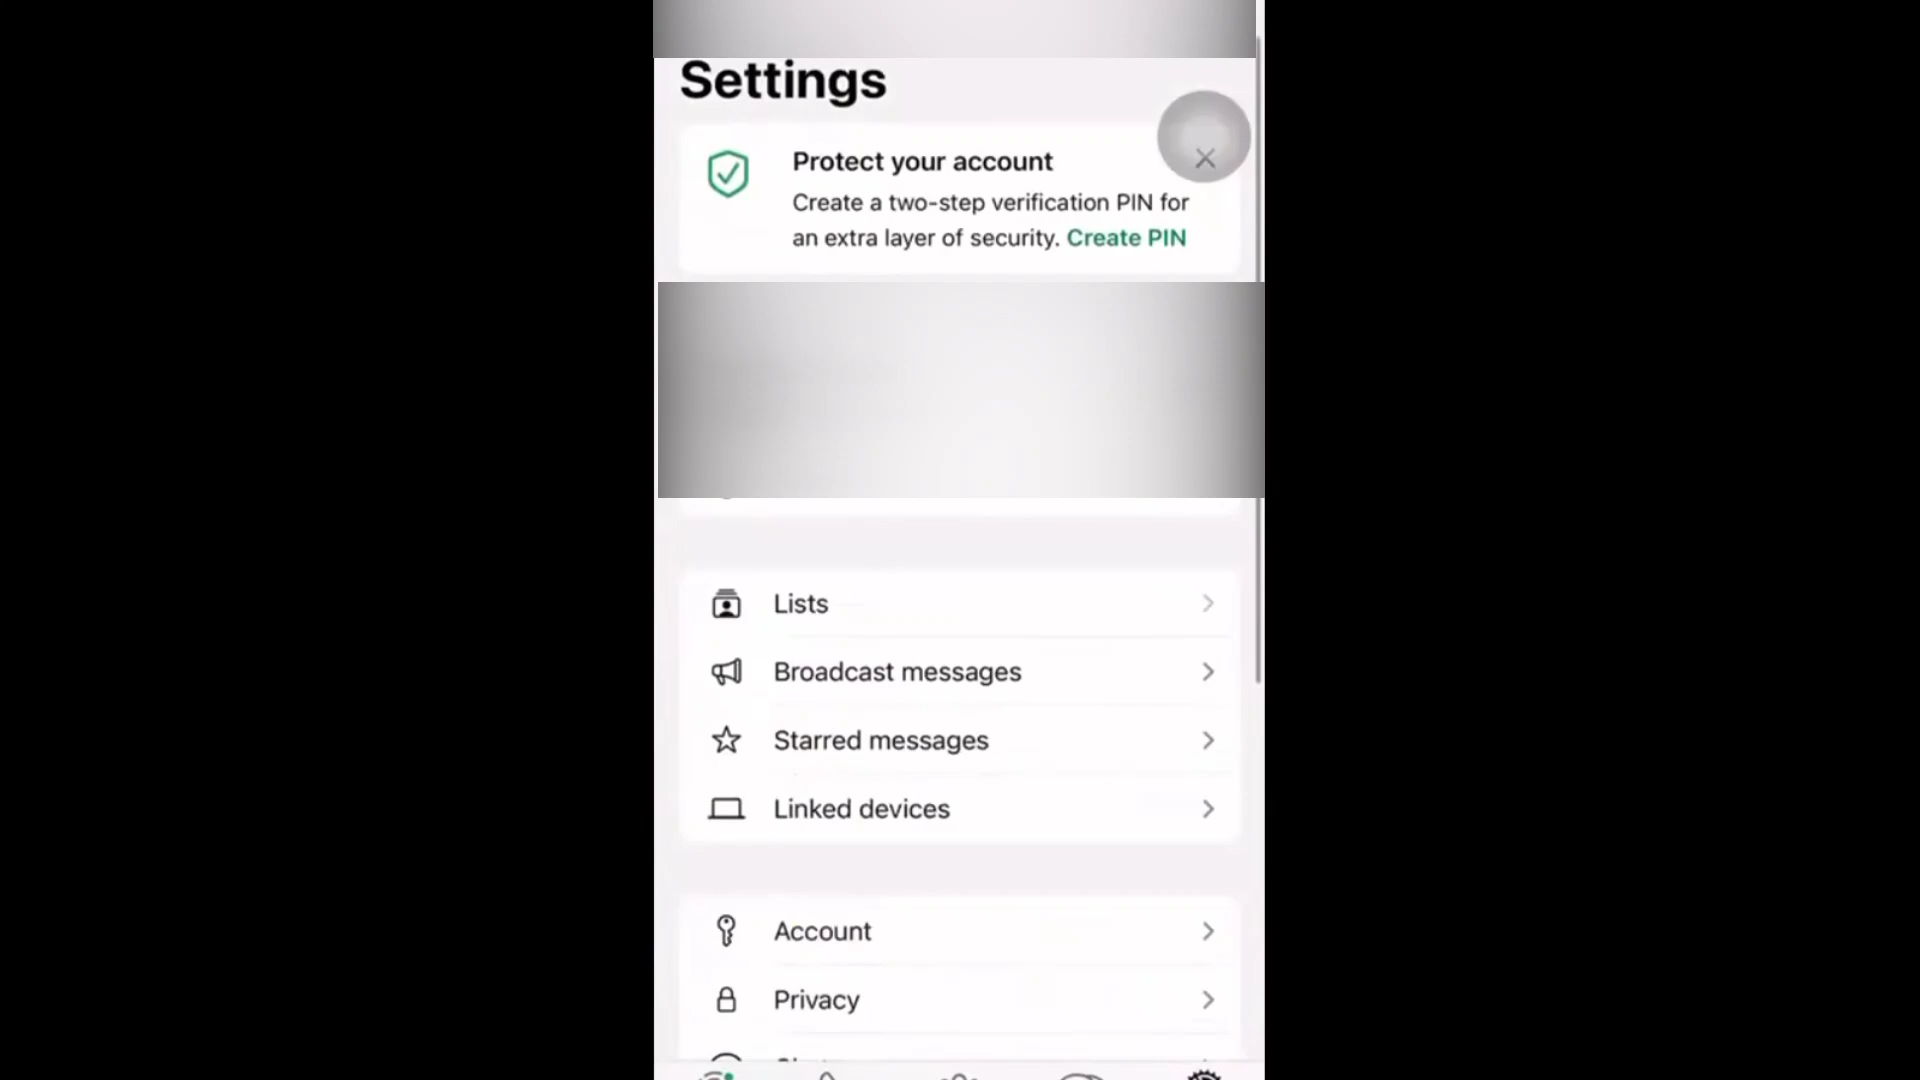 Settings
Protect your account
Create a two-step verification PIN for
an extra layer of security. Create PIN
Lists
Broadcast messages
Starred messages
Linked devices
Account
Privacy